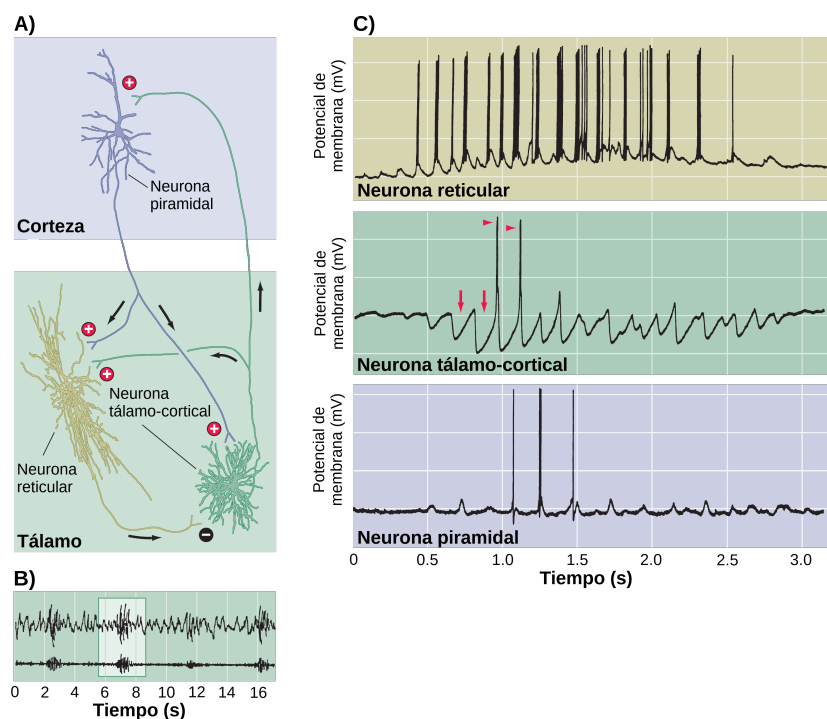 A)
+
Neurona
piramidal
Corteza
+
+
Neurona
tálamo-cortical
+
Neurona
reticular
−
Tálamo
B)
0 2 4 6 8 10 12 14 16
Tiempo (s)
C)
Potencial de
membrana (mV)
Neurona reticular
Potencial de
membrana (mV)
Neurona tálamo-cortical
Potencial de
membrana (mV)
Neurona piramidal
0 0.5 1.0 1.5 2.0 2.5 3.0
Tiempo (s)